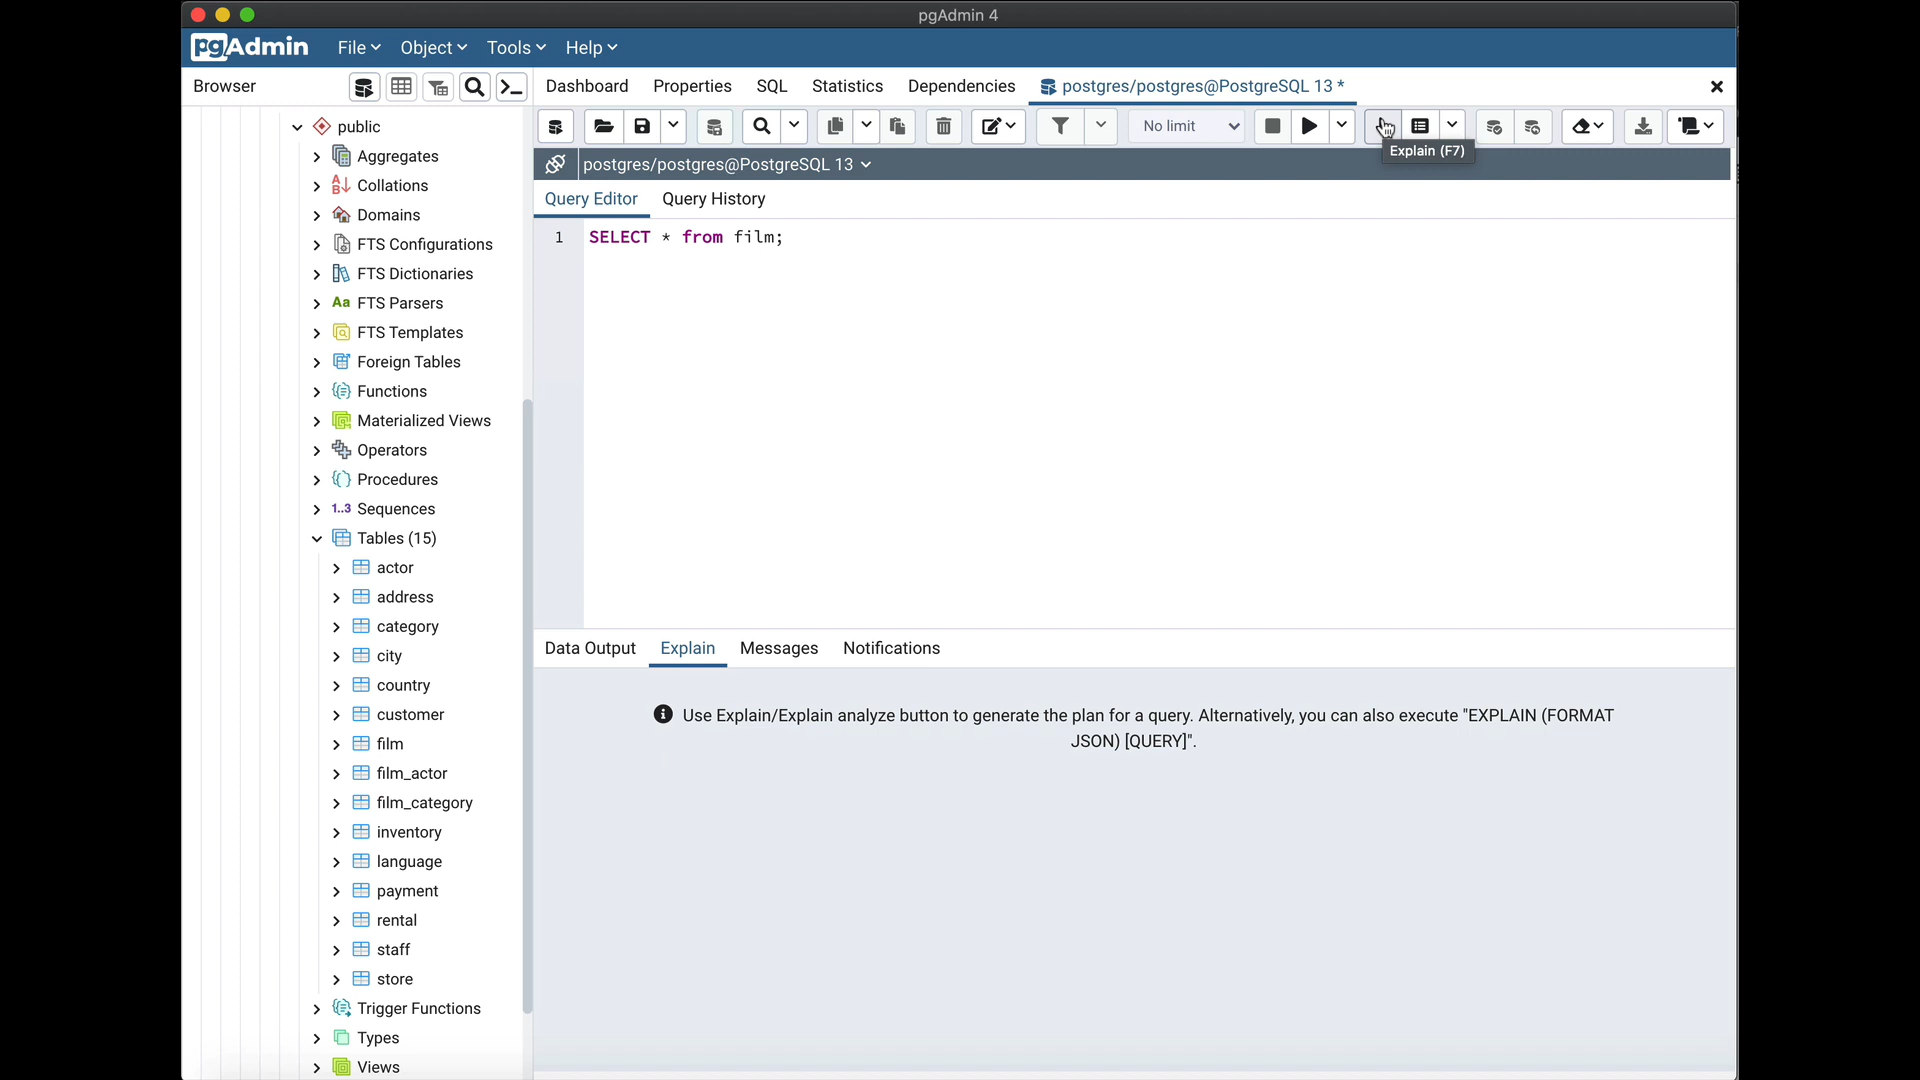 pgAdmin 4
pgAdmin File Object Tools Help
Browser
Dashboard Properties SQL Statistics Dependencies postgres/postgres@PostgreSQL 13 *
No limit
Explain (F7)
postgres/postgres@PostgreSQL 13
Query Editor Query History
1 SELECT * from film;
public
Aggregates
Collations
Domains
FTS Configurations
FTS Dictionaries
Aa FTS Parsers
FTS Templates
Foreign Tables
Functions
Materialized Views
Operators
Procedures
1..3 Sequences
Tables (15)
actor
address
category
city
country
customer
film
film_actor
film_category
inventory
language
payment
rental
staff
store
Trigger Functions
Types
Views
Data Output Explain Messages Notifications
Use Explain/Explain analyze button to generate the plan for a query. Alternatively, you can also execute "EXPLAIN (FORMAT
JSON) [QUERY]".